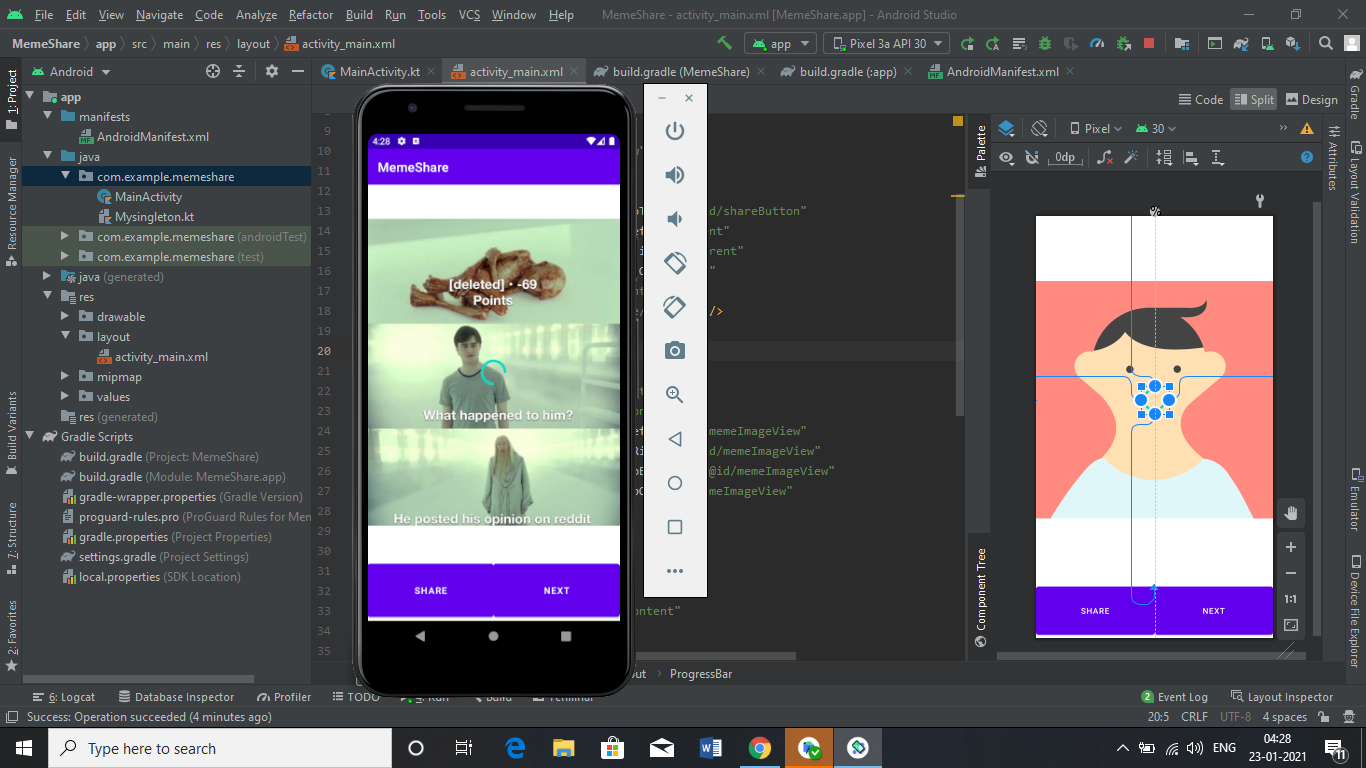 File Edit View Navigate Code Analyze Refactor Build Run Tools VCS Window Help MemeShare - activity_main.xml [MemeShare.app] - Android Studio
MemeShare app src main res layout activity_main.xml app Pixel 3a API 30
1: Project Android MainActivity.kt activity_main.xml build.gradle (MemeShare) build.gradle (:app) AndroidManifest.xml Gradle
Code Split Design
app
manifests
AndroidManifest.xml
java
com.example.memeshare
MainActivity
Mysingleton.kt
com.example.memeshare (androidTest)
com.example.memeshare (test)
java (generated)
res
drawable
layout
activity_main.xml
mipmap
values
res (generated)
Gradle Scripts
build.gradle (Project: MemeShare)
build.gradle (Module: MemeShare.app)
gradle-wrapper.properties (Gradle Version)
proguard-rules.pro (ProGuard Rules for Mem
gradle.properties (Project Properties)
settings.gradle (Project Settings)
local.properties (SDK Location)
Resource Manager
Build Variants
7: Structure
2: Favorites
9
10
11
12
13
14
15
16
17
18
19
20
21
22
23
24
25
26
27
28
29
30
31
32
33
34
35
4:28
MemeShare
[deleted] • -69
Points
What happened to him?
He posted his opinion on reddit
SHARE NEXT
d/shareButton"
ent"
rent"
"
/>
memeImageView"
d/memeImageView"
@id/memeImageView"
memeImageView"
ontent"
Palette
Component Tree
Pixel 30
0dp
SHARE NEXT
1:1
Attributes
Layout Validation
Emulator
Device File Explorer
ut ProgressBar
6: Logcat Database Inspector Profiler TODO 4: Run Build Terminal 2 Event Log Layout Inspector
Success: Operation succeeded (4 minutes ago) 20:5 CRLF UTF-8 4 spaces
Type here to search ENG 04:28
23-01-2021
11